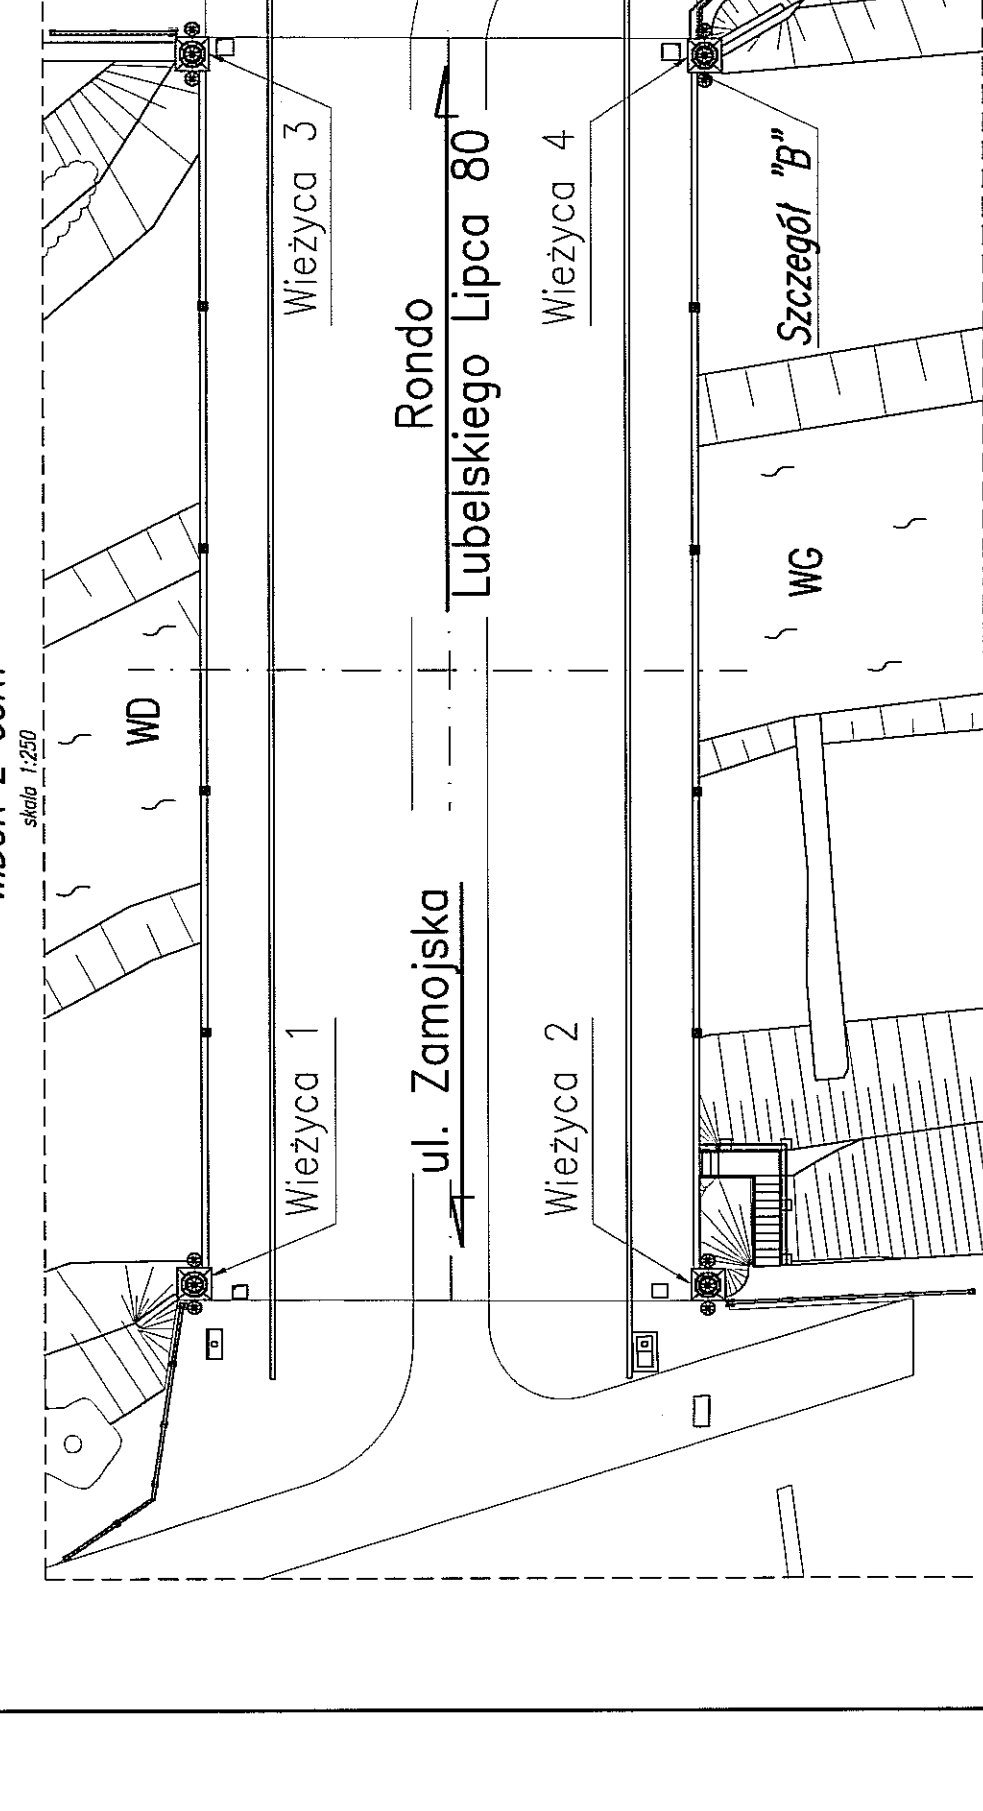 skala 1:250
WD
Wieżyca 1
Wieżyca 3
ul. Zamojska
Rondo
Lubelskiego Lipca 80
Wieżyca 2
Wieżyca 4
Szczegół "B"
WG